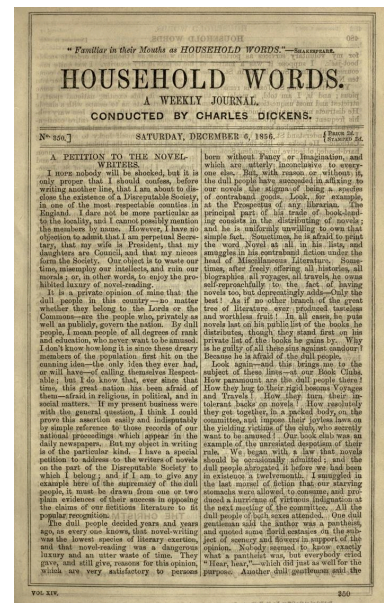 "Familiar in their Mouths as HOUSEHOLD WORDS."—SHAKESPEARE.
HOUSEHOLD WORDS.
A WEEKLY JOURNAL.
CONDUCTED BY CHARLES DICKENS.
No 350.]
SATURDAY, DECEMBER 6, 1856.
{PRICE 2d.
{STAMPED 3d.
A PETITION TO THE NOVEL-
WRITERS.
I HOPE nobody will be shocked, but it is
only proper that I should confess, before
writing another line, that I am about to dis-
close the existence of a Disreputable Society,
in one of the most respectable counties in
England. I dare not be more particular as
to the locality, and I cannot possibly mention
the members by name. However, I have no
objection to admit that I am perpetual Secre-
tary, that my wife is President, that my
daughters are Council, and that my nieces
form the Society. Our object is to waste our
time, misemploy our intellects, and ruin our
morals; or, in other words, to enjoy the pro-
hibited luxury of novel-reading.
It is a private opinion of mine that the
dull people in this country—no matter
whether they belong to the Lords or the
Commons—are the people who, privately as
well as publicly, govern the nation. By dull
people, I mean people of all degrees of rank
and education, who never want to be amused.
I don't know how long it is since these dreary
members of the population first hit on the
cunning idea—the only idea they ever had,
or will have—of calling themselves Respect-
able; but I do know that, ever since that
time, this great nation has been afraid of
them—afraid in religious, in political, and in
social matters. If my present business were
with the general question, I think I could
prove this assertion easily and indisputably
by simple reference to those records of our
national proceedings which appear in the
daily newspapers. But my object in writing
is of the particular kind. I have a special
petition to address to the writers of novels
on the part of the Disreputable Society to
which I belong; and if I am to give any
example here of the supremacy of the dull
people, it must be drawn from one or two
plain evidences of their success in opposing
the claims of our fictitious literature to fit
popular recognition.
The dull people decided years and years
ago, as every one knows, that novel-writing
was the lowest species of literary exertion,
and that novel-reading was a dangerous
luxury and an utter waste of time. They
gave, and still give, reasons for this opinion,
which are very satisfactory to persons
born without Fancy or Imagination, and
which are utterly inconclusive to every-
one else. But, with reason or without it,
the dull people have succeeded in affixing to
our novels the stigma of being a species
of contraband goods. Look, for example,
at the Prospectus of any librarian. The
principal part of his trade of book-lend-
ing consists in the distributing of novels;
and he is uniformly unwilling to own that
simple fact. Sometimes, he is afraid to print
the word Novel at all in his lists, and
smuggles in his contraband fiction under the
head of Miscellaneous Literature. Some-
times, after freely offering all histories, all
biographies, all voyages, all travels, he owns
self-reproachfully to the fact of having
novels too, but deprecatingly adds—Only the
best! As if no other branch of the great
tree of literature ever produced tasteless
and worthless fruit! In all cases, he puts
novels last on his public list of the books he
distributes, though they stand first on his
private list of the books he gains by. Why
is he guilty of all these sins against candour?
Because he is afraid of the dull people.
Look again—and this brings me to the
subject of these lines—at our Book Clubs.
How paramount are the dull people there!
How they hug to their rigid bosoms Voyages
and Travels! How they turn their in-
tolerant backs on novels! How resolutely
they get together, in a packed body, on the
committee, and impose their joyless laws on
the yielding victims of the club, who secretly
want to be amused! Our book club was an
example of the unresisted despotism of their
rule. We began with a law that novels
should be occasionally admitted; and the
dull people abrogated it before we had been
in existence a twelvemonth. I smuggled in
the last morsel of fiction that our starving
stomachs were allowed to consume, and pro-
duced a hurricane of virtuous indignation at
the next meeting of the committee. All the
dull people of both sexes attended. One dull
gentleman said the author was a pantheist,
and quoted some florid ecstasies on the sub-
ject of scenery and flowers in support of the
opinion. Nobody seemed to know exactly
what a pantheist was, but everybody cried
"Hear, hear,"—which did just as well for the
purpose. Another dull gentleman said the
VOL. XIV.
350